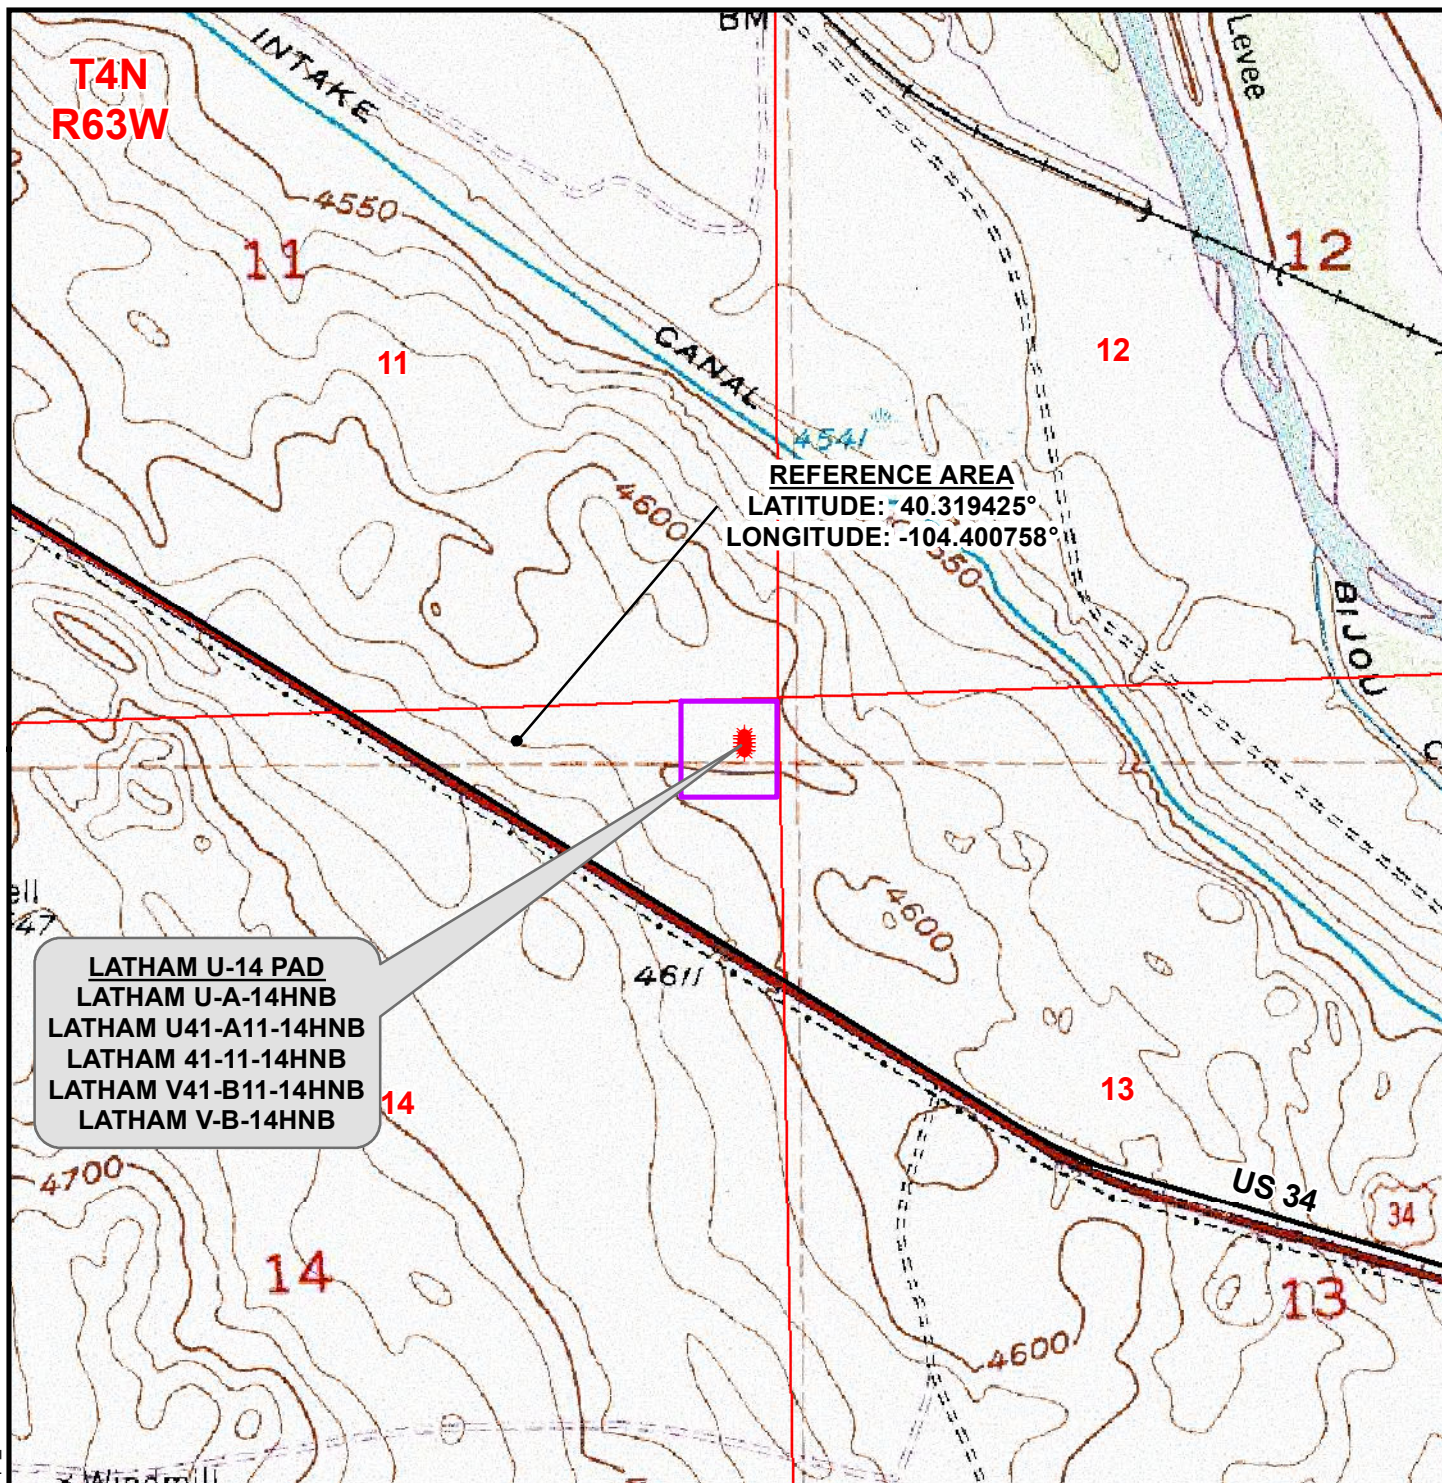 BM
Levee
T4N
R63W
INTAKE
4550
11
12
11
12
CANAL
4541
REFERENCE AREA
LATITUDE: 40.319425°
LONGITUDE: -104.400758°
4600
BIJOU
4600
47
4611
LATHAM U-14 PAD
LATHAM U-A-14HNB
LATHAM U41-A11-14HNB
LATHAM 41-11-14HNB
LATHAM V41-B11-14HNB
LATHAM V-B-14HNB
14
13
4700
US 34
34
14
13
4600
Windmill